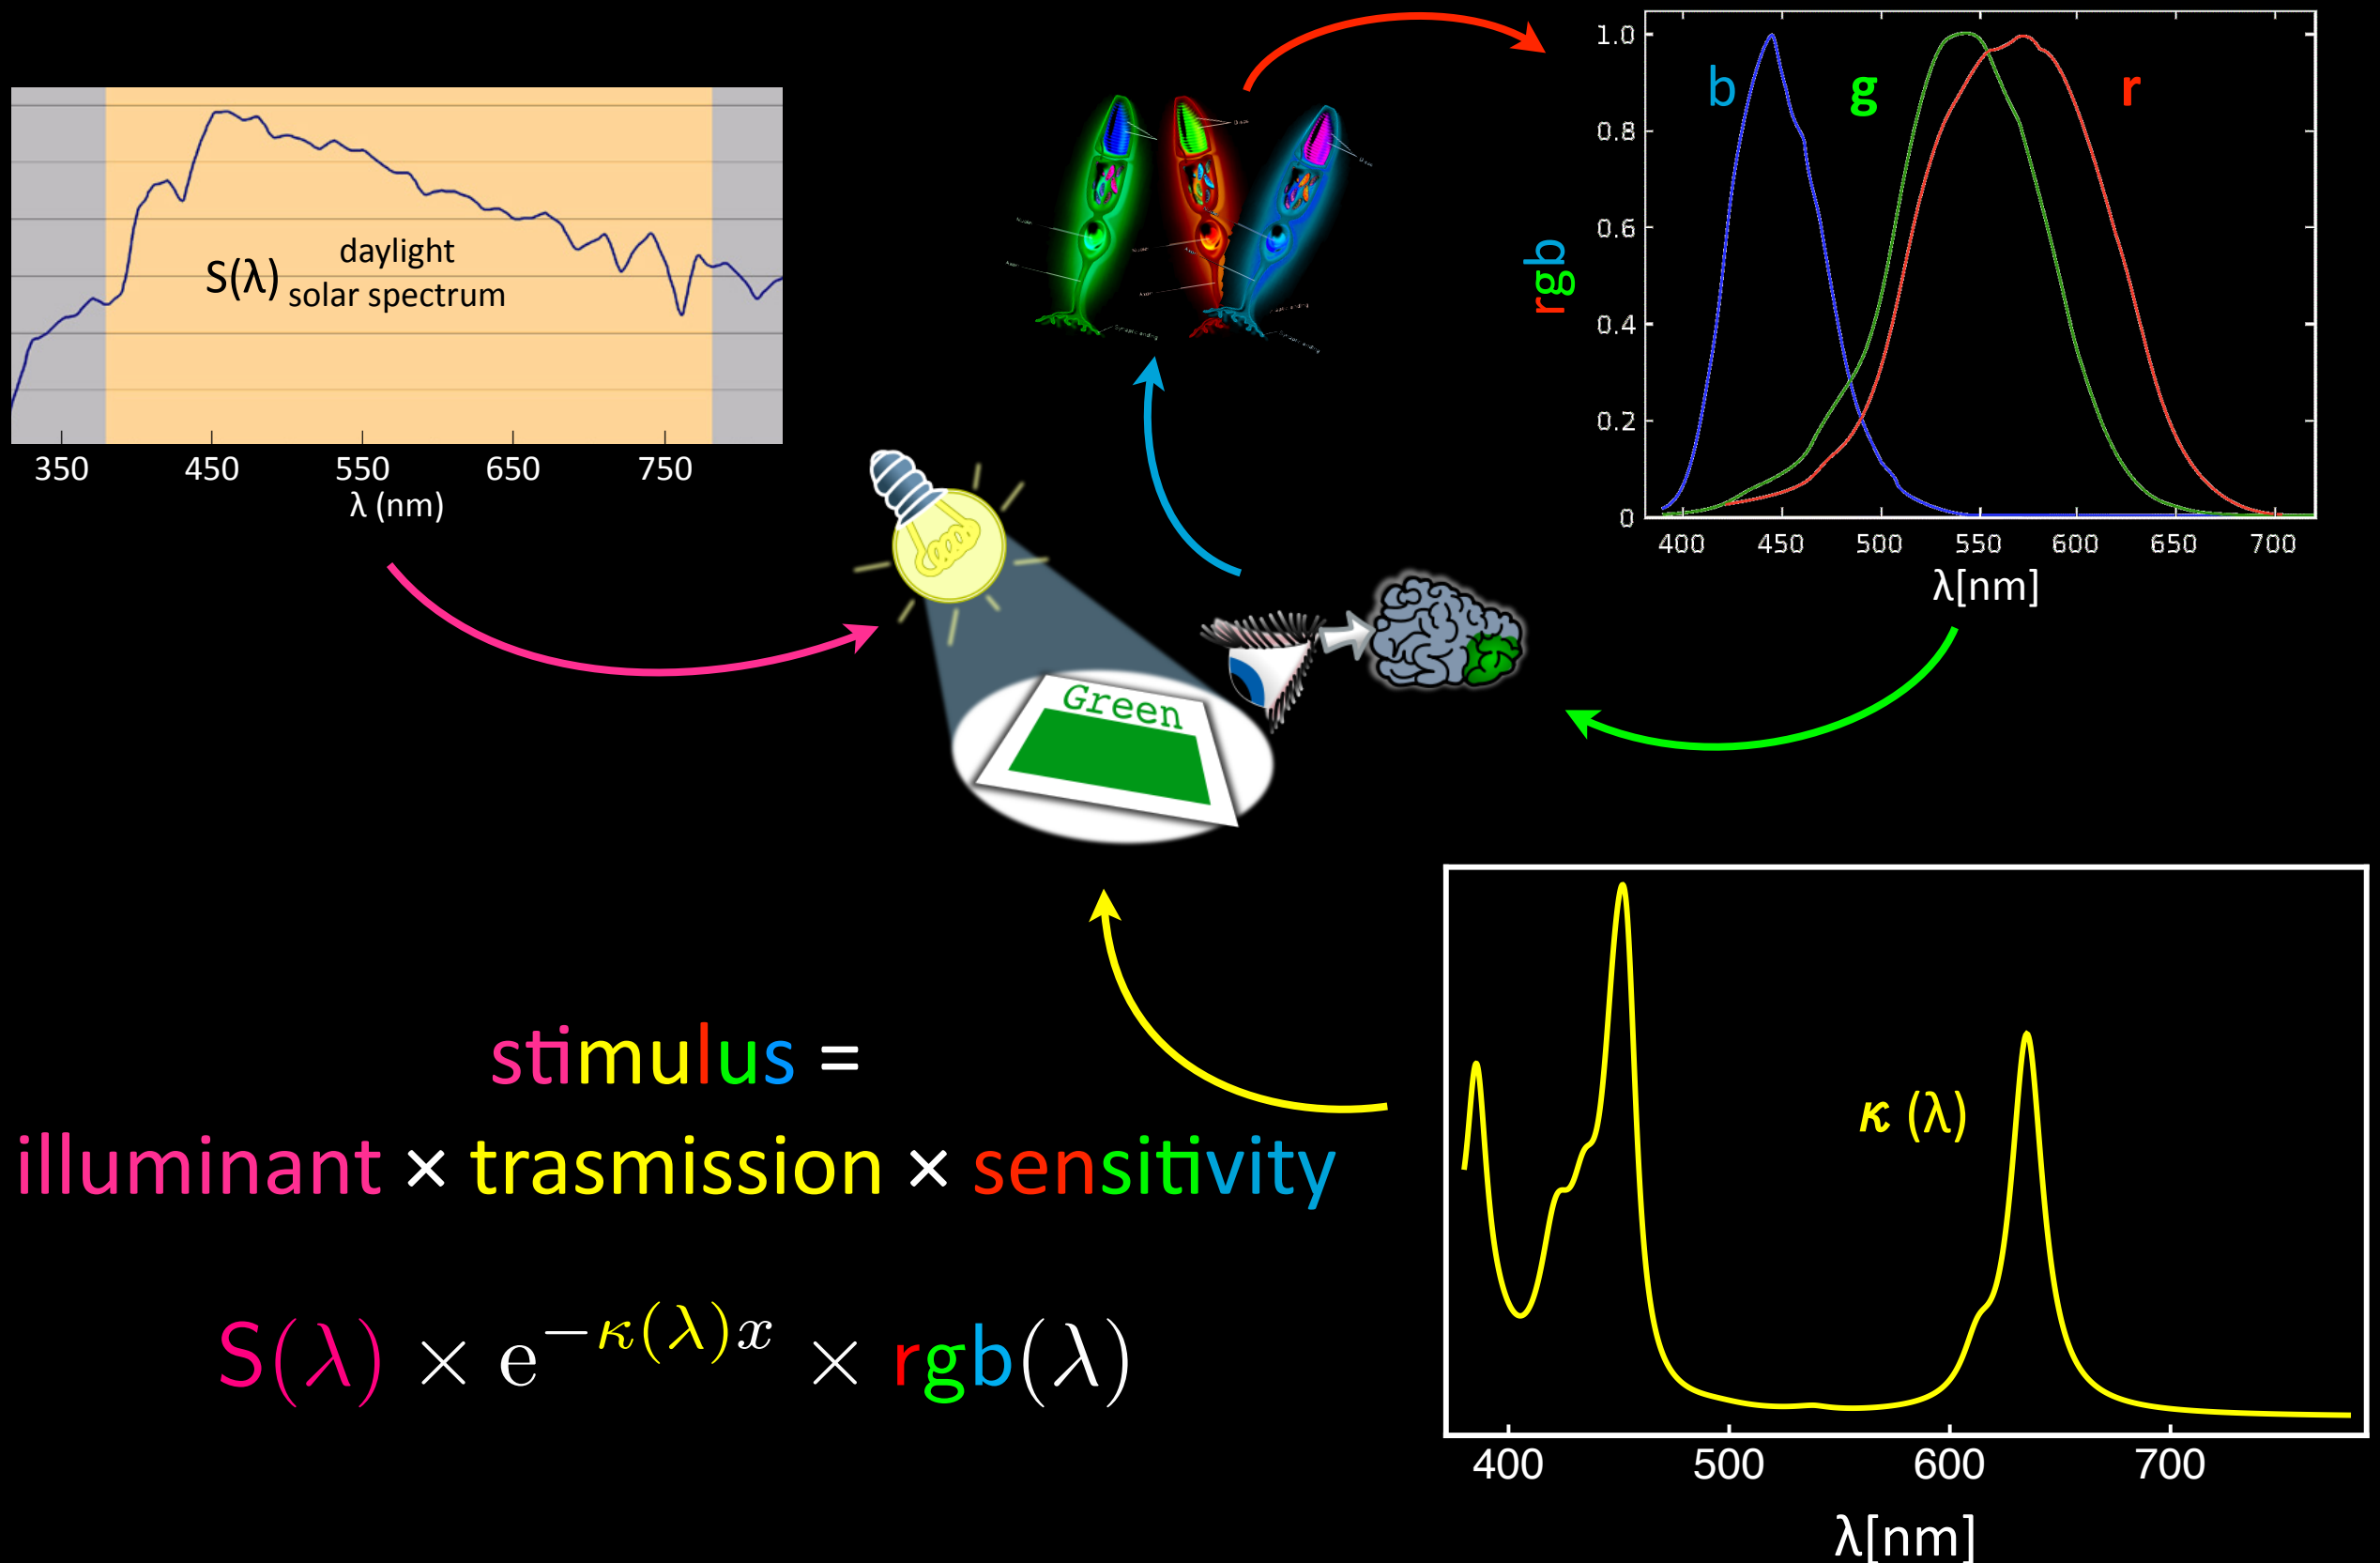 S(λ) daylight
solar spectrum
350 450 550 650 750
λ (nm)
1.0
0.8
0.6
0.4
0.2
0
rgb
b g r
400 450 500 550 600 650 700
λ[nm]
Green
stimulus =
illuminant × trasmission × sensitivity
S(λ) × e^−κ(λ)x × rgb(λ)
κ (λ)
400 500 600 700
λ[nm]